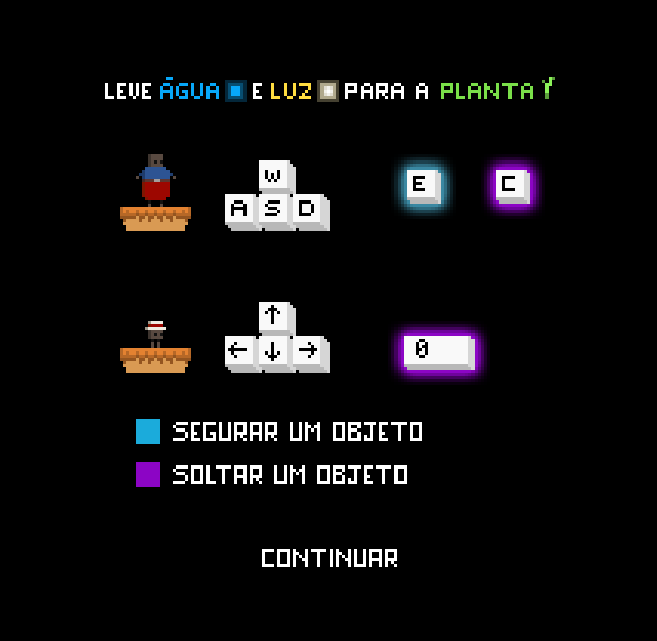 LEVE ÁGUA E LUZ PARA A PLANTA
W
E C
A S D
↑
← ↓ →
0
SEGURAR UM OBJETO
SOLTAR UM OBJETO
CONTINUAR